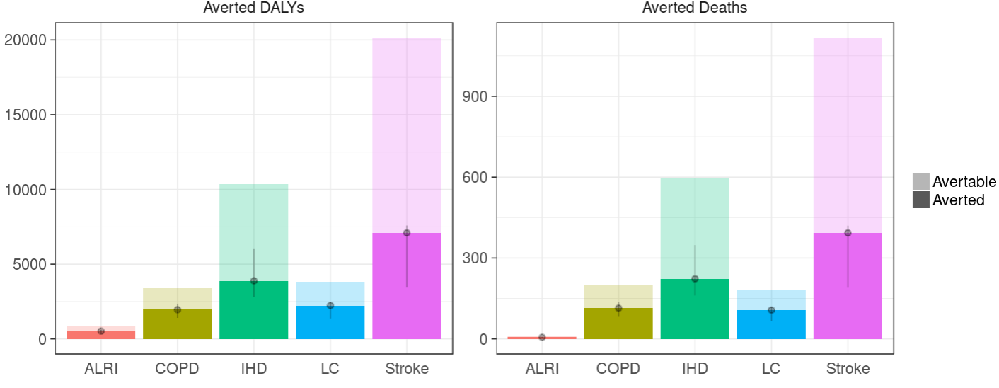 Averted DALYs
20000
15000
10000
5000
0
ALRI COPD IHD LC Stroke
Averted Deaths
900
600
300
0
ALRI COPD IHD LC Stroke
Avertable
Averted